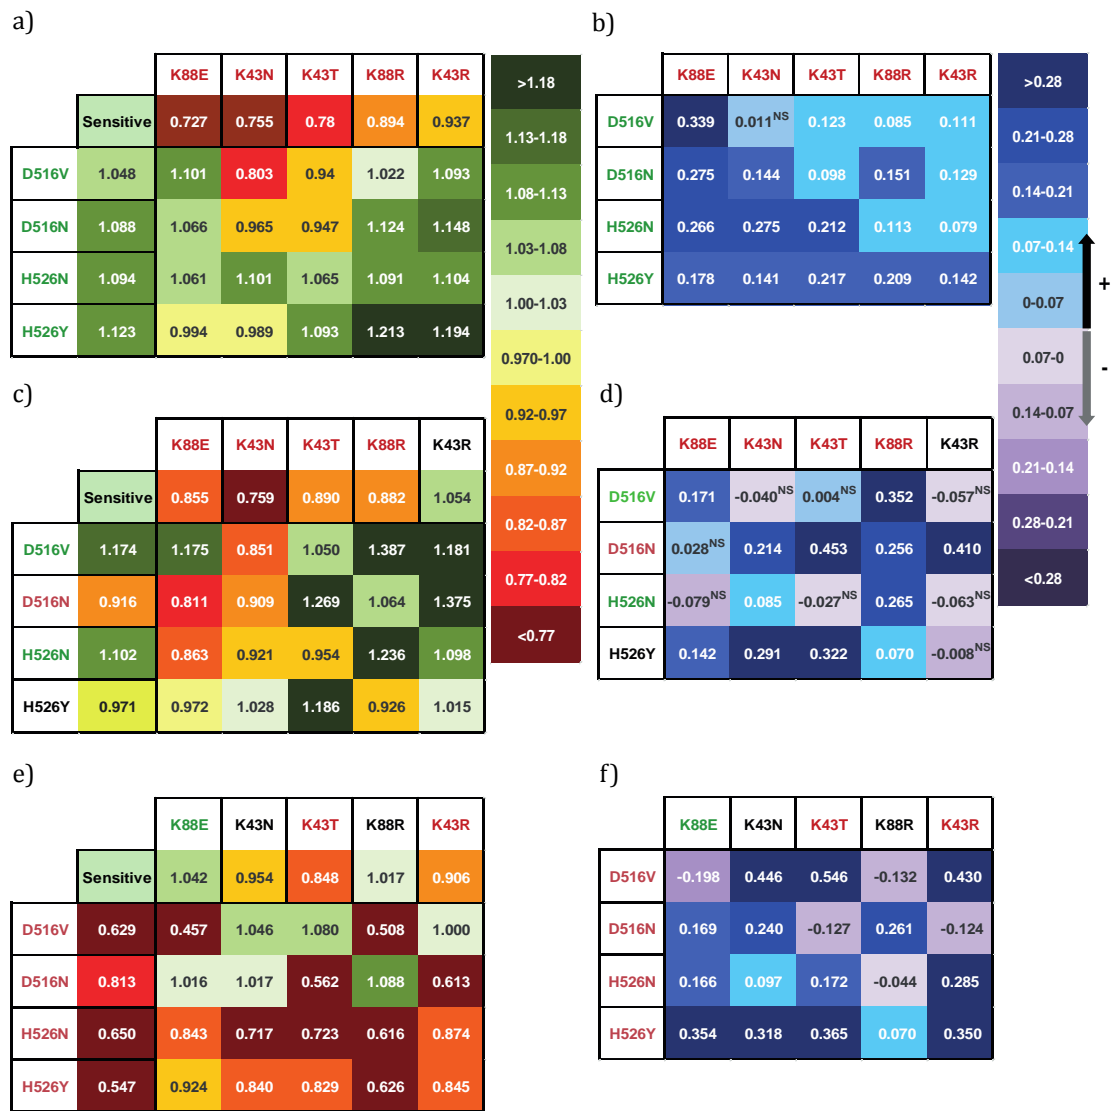 a)
K88E K43N K43T K88R K43R
Sensitive 0.727 0.755 0.78 0.894 0.937
D516V 1.048 1.101 0.803 0.94 1.022 1.093
D516N 1.088 1.066 0.965 0.947 1.124 1.148
H526N 1.094 1.061 1.101 1.065 1.091 1.104
H526Y 1.123 0.994 0.989 1.093 1.213 1.194
>1.18
1.13-1.18
1.08-1.13
1.03-1.08
1.00-1.03
0.970-1.00
0.92-0.97
0.87-0.92
0.82-0.87
0.77-0.82
<0.77
b)
K88E K43N K43T K88R K43R
D516V 0.339 0.011NS 0.123 0.085 0.111
D516N 0.275 0.144 0.098 0.151 0.129
H526N 0.266 0.275 0.212 0.113 0.079
H526Y 0.178 0.141 0.217 0.209 0.142
>0.28
0.21-0.28
0.14-0.21
0.07-0.14
0-0.07
0.07-0
0.14-0.07
0.21-0.14
0.28-0.21
<0.28
+
-
c)
K88E K43N K43T K88R K43R
Sensitive 0.855 0.759 0.890 0.882 1.054
D516V 1.174 1.175 0.851 1.050 1.387 1.181
D516N 0.916 0.811 0.909 1.269 1.064 1.375
H526N 1.102 0.863 0.921 0.954 1.236 1.098
H526Y 0.971 0.972 1.028 1.186 0.926 1.015
d)
K88E K43N K43T K88R K43R
D516V 0.171 -0.040NS 0.004NS 0.352 -0.057NS
D516N 0.028NS 0.214 0.453 0.256 0.410
H526N -0.079NS 0.085 -0.027NS 0.265 -0.063NS
H526Y 0.142 0.291 0.322 0.070 -0.008NS
e)
K88E K43N K43T K88R K43R
Sensitive 1.042 0.954 0.848 1.017 0.906
D516V 0.629 0.457 1.046 1.080 0.508 1.000
D516N 0.813 1.016 1.017 0.562 1.088 0.613
H526N 0.650 0.843 0.717 0.723 0.616 0.874
H526Y 0.547 0.924 0.840 0.829 0.626 0.845
f)
K88E K43N K43T K88R K43R
D516V -0.198 0.446 0.546 -0.132 0.430
D516N 0.169 0.240 -0.127 0.261 -0.124
H526N 0.166 0.097 0.172 -0.044 0.285
H526Y 0.354 0.318 0.365 0.070 0.350